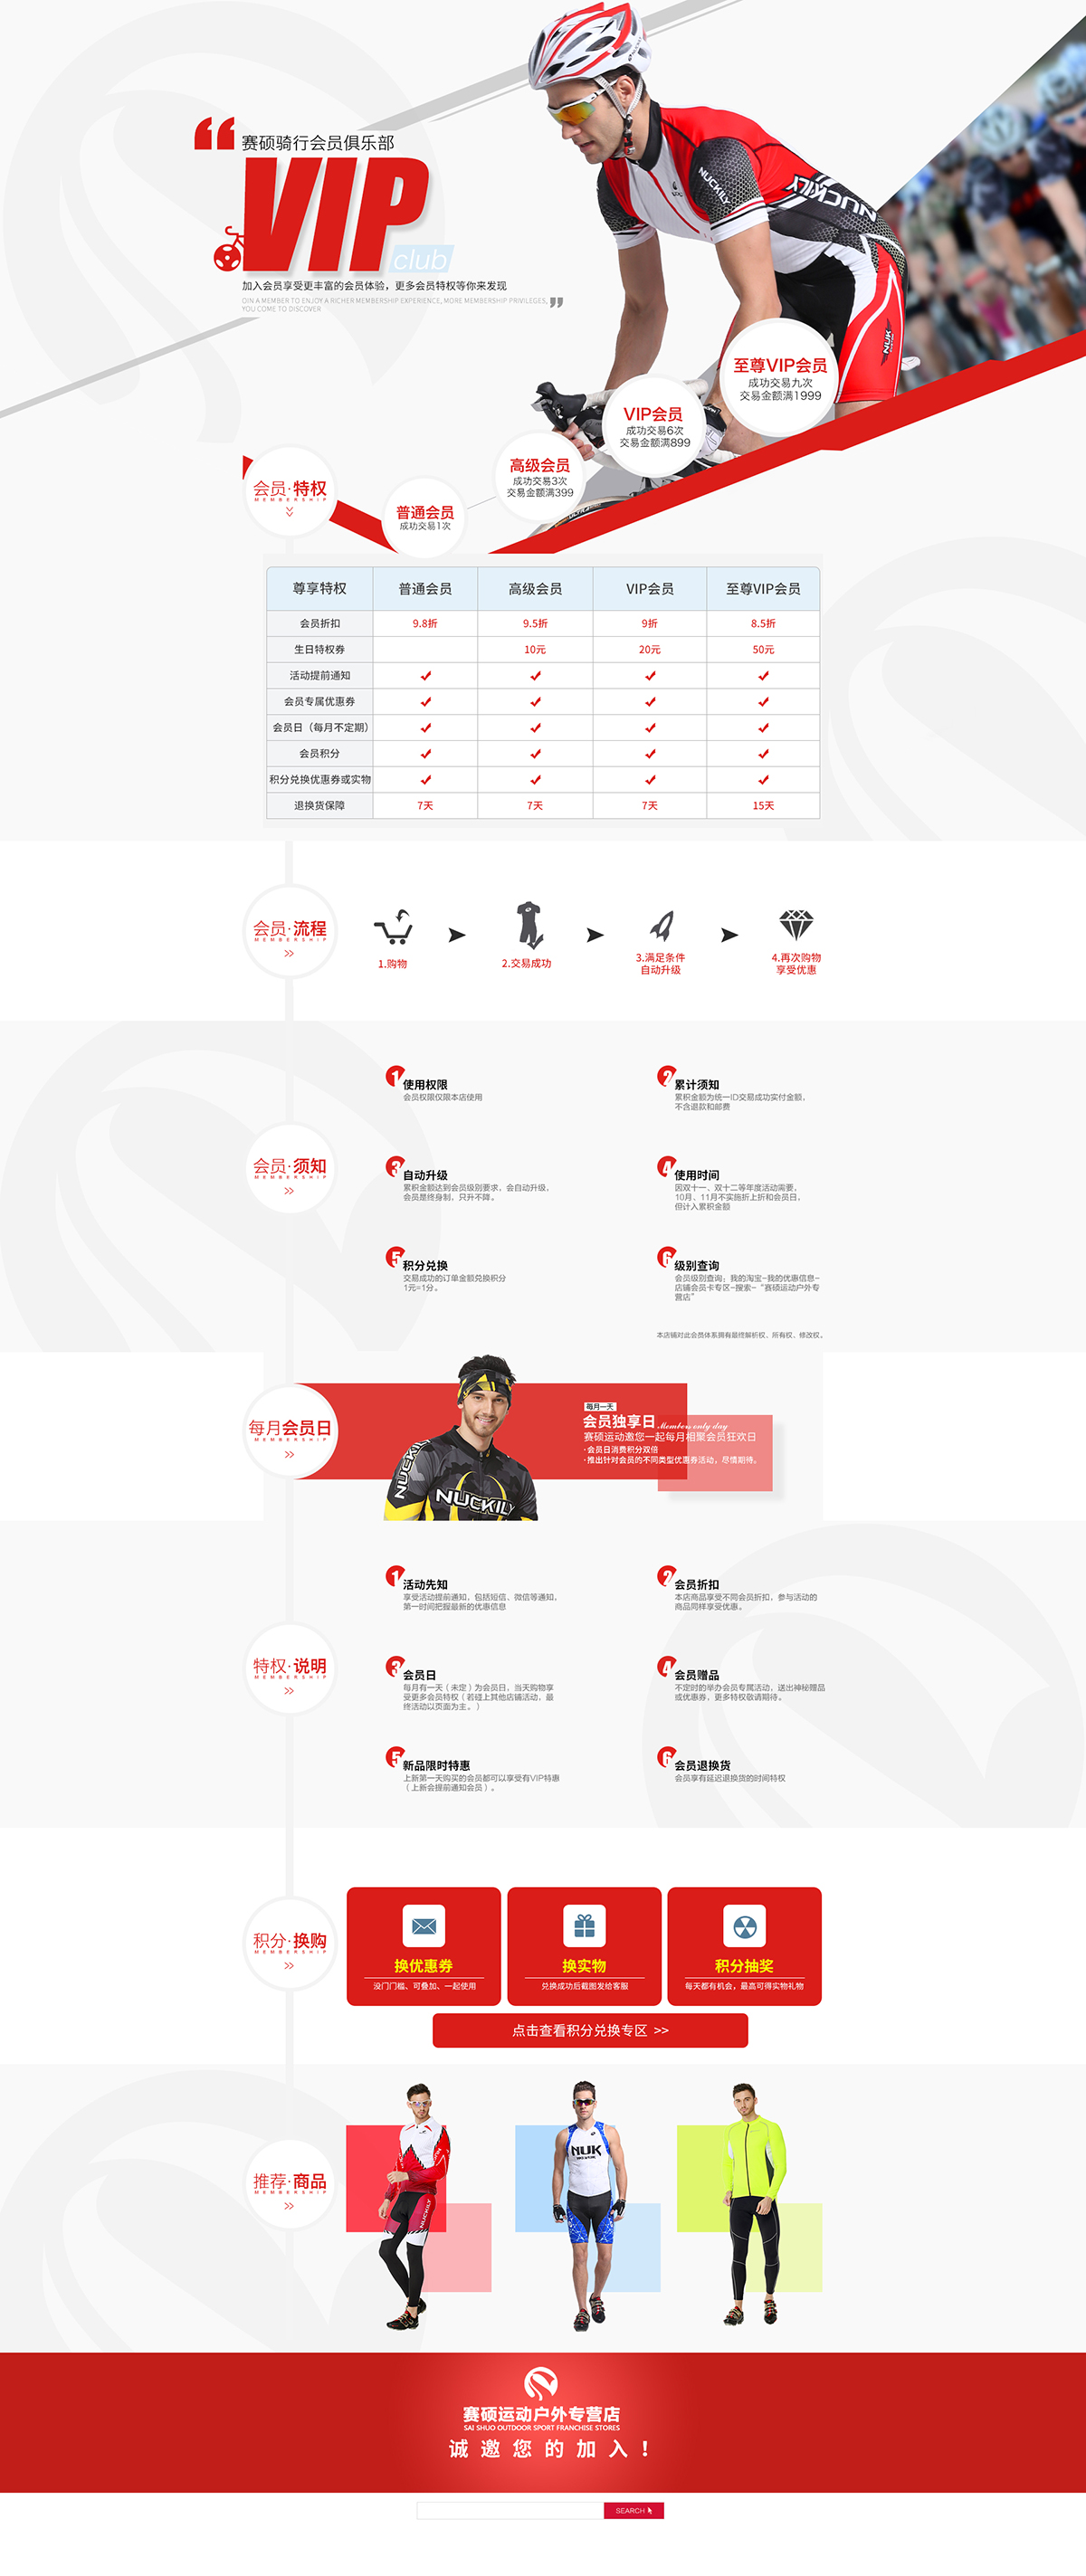 赛硕骑行会员俱乐部
VIP
club
加入会员享受更丰富的会员体验，更多会员特权等你来发现
OIN A MEMBER TO ENJOY A RICHER MEMBERSHIP EXPERIENCE, MORE MEMBERSHIP PRIVILEGES,
YOU COME TO DISCOVER
NUCKILY
NUCKILY
NUK
至尊VIP会员
成功交易九次
交易金额满1999
VIP会员
成功交易6次
交易金额满899
高级会员
成功交易3次
交易金额满399
普通会员
成功交易1次
会员·特权
MEMBERSHIP
尊享特权 普通会员 高级会员 VIP会员 至尊VIP会员
会员折扣 9.8折 9.5折 9折 8.5折
生日特权券 10元 20元 50元
活动提前通知
会员专属优惠券
会员日（每月不定期）
会员积分
积分兑换优惠券或实物
退换货保障 7天 7天 7天 15天
会员·流程
MEMBERSHIP
1.购物
2.交易成功
3.满足条件
自动升级
4.再次购物
享受优惠
会员·须知
MEMBERSHIP
1 使用权限
会员权限仅限本店使用
2 累计须知
累积金额为统一ID交易成功实付金额，
不含退款和邮费
3 自动升级
累积金额达到会员级别要求，会自动升级，
会员是终身制，只升不降。
4 使用时间
因双十一、双十二等年度活动需要，
10月、11月不实施折上折和会员日，
但计入累积金额
5 积分兑换
交易成功的订单金额兑换积分
1元=1分。
6 级别查询
会员级别查询：我的淘宝-我的优惠信息-
店铺会员卡专区-搜索-“赛硕运动户外专
营店”
本店铺对此会员体系拥有最终解析权、所有权、修改权。
每月会员日
MEMBERSHIP
NUCKILY
NUCKILY
每月一天
会员独享日 Members only day
赛硕运动邀您一起每月相聚会员狂欢日
·会员日消费积分双倍
·推出针对会员的不同类型优惠券活动，尽情期待。
特权·说明
MEMBERSHIP
1 活动先知
享受活动提前通知，包括短信、微信等通知，
第一时间把握最新的优惠信息
2 会员折扣
本店商品享受不同会员折扣，参与活动的
商品同样享受优惠。
3 会员日
每月有一天（未定）为会员日，当天购物享
受更多会员特权（若碰上其他店铺活动，最
终活动以页面为主。）
4 会员赠品
不定时的举办会员专属活动，送出神秘赠品
或优惠券，更多特权敬请期待。
5 新品限时特惠
上新第一天购买的会员都可以享受有VIP特惠
（上新会提前通知会员）。
6 会员退换货
会员享有延迟退换货的时间特权
积分·换购
MEMBERSHIP
换优惠券
没门门槛、可叠加、一起使用
换实物
兑换成功后截图发给客服
积分抽奖
每天都有机会，最高可得实物礼物
点击查看积分兑换专区 >>
推荐·商品
MEMBERSHIP
NUCKILY
NUK
赛硕运动户外专营店
SAI SHUO OUTDOOR SPORT FRANCHISE STORES
诚邀您的加入！
SEARCH